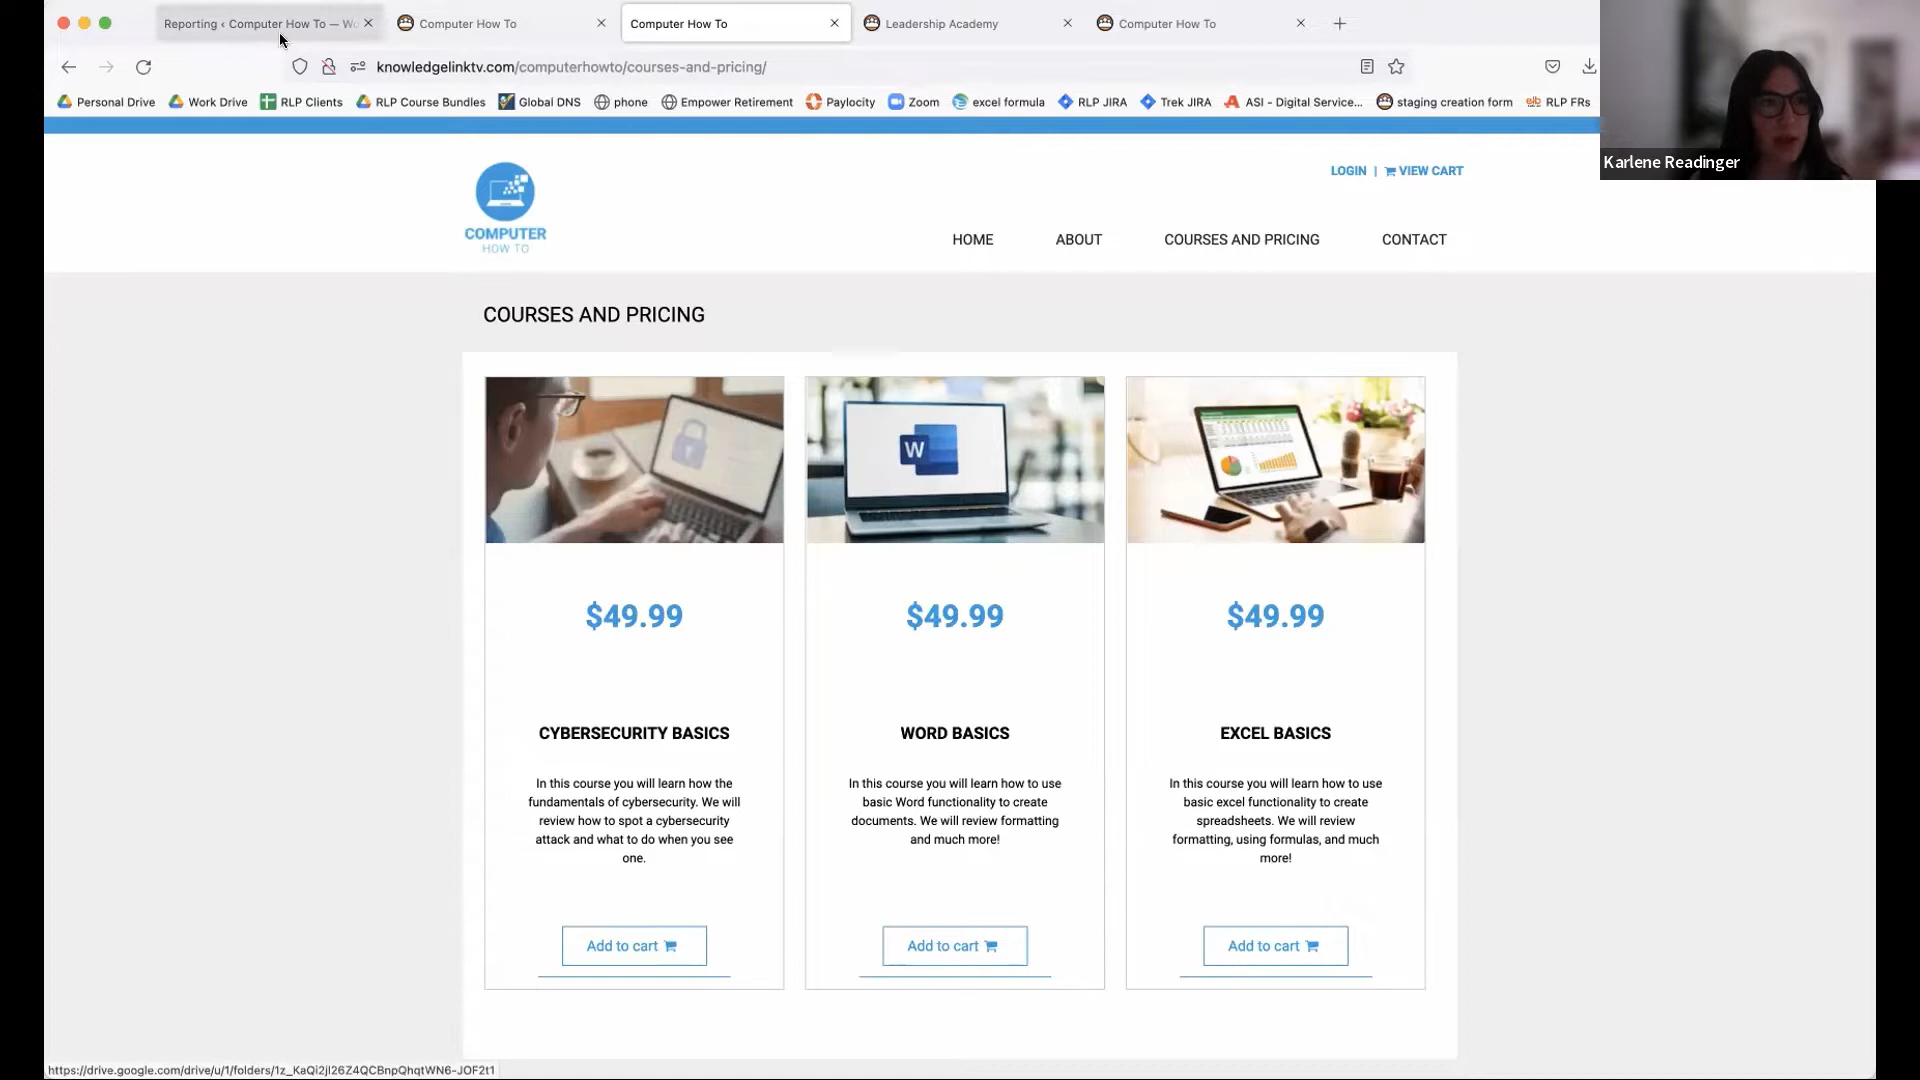 Reporting ‹ Computer How To — Wo
Computer How To
Computer How To
Leadership Academy
Computer How To
knowledgelinktv.com/computerhowto/courses-and-pricing/
Personal Drive
Work Drive
RLP Clients
RLP Course Bundles
Global DNS
phone
Empower Retirement
Paylocity
Zoom
excel formula
RLP JIRA
Trek JIRA
ASI - Digital Service...
staging creation form
elb RLP FRs
Karlene Readinger
COMPUTER
HOW TO
LOGIN | VIEW CART
HOME ABOUT COURSES AND PRICING CONTACT
COURSES AND PRICING
W
$49.99
CYBERSECURITY BASICS
In this course you will learn how the
fundamentals of cybersecurity. We will
review how to spot a cybersecurity
attack and what to do when you see
one.
Add to cart
$49.99
WORD BASICS
In this course you will learn how to use
basic Word functionality to create
documents. We will review formatting
and much more!
Add to cart
$49.99
EXCEL BASICS
In this course you will learn how to use
basic excel functionality to create
spreadsheets. We will review
formatting, using formulas, and much
more!
Add to cart
https://drive.google.com/drive/u/1/folders/1z_KaQi2jI26Z4QCBnpQhqtWN6-JOF2t1